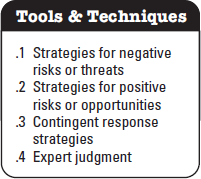 Tools & Techniques
.1 Strategies for negative
risks or threats
.2 Strategies for positive
risks or opportunities
.3 Contingent response
strategies
.4 Expert judgment